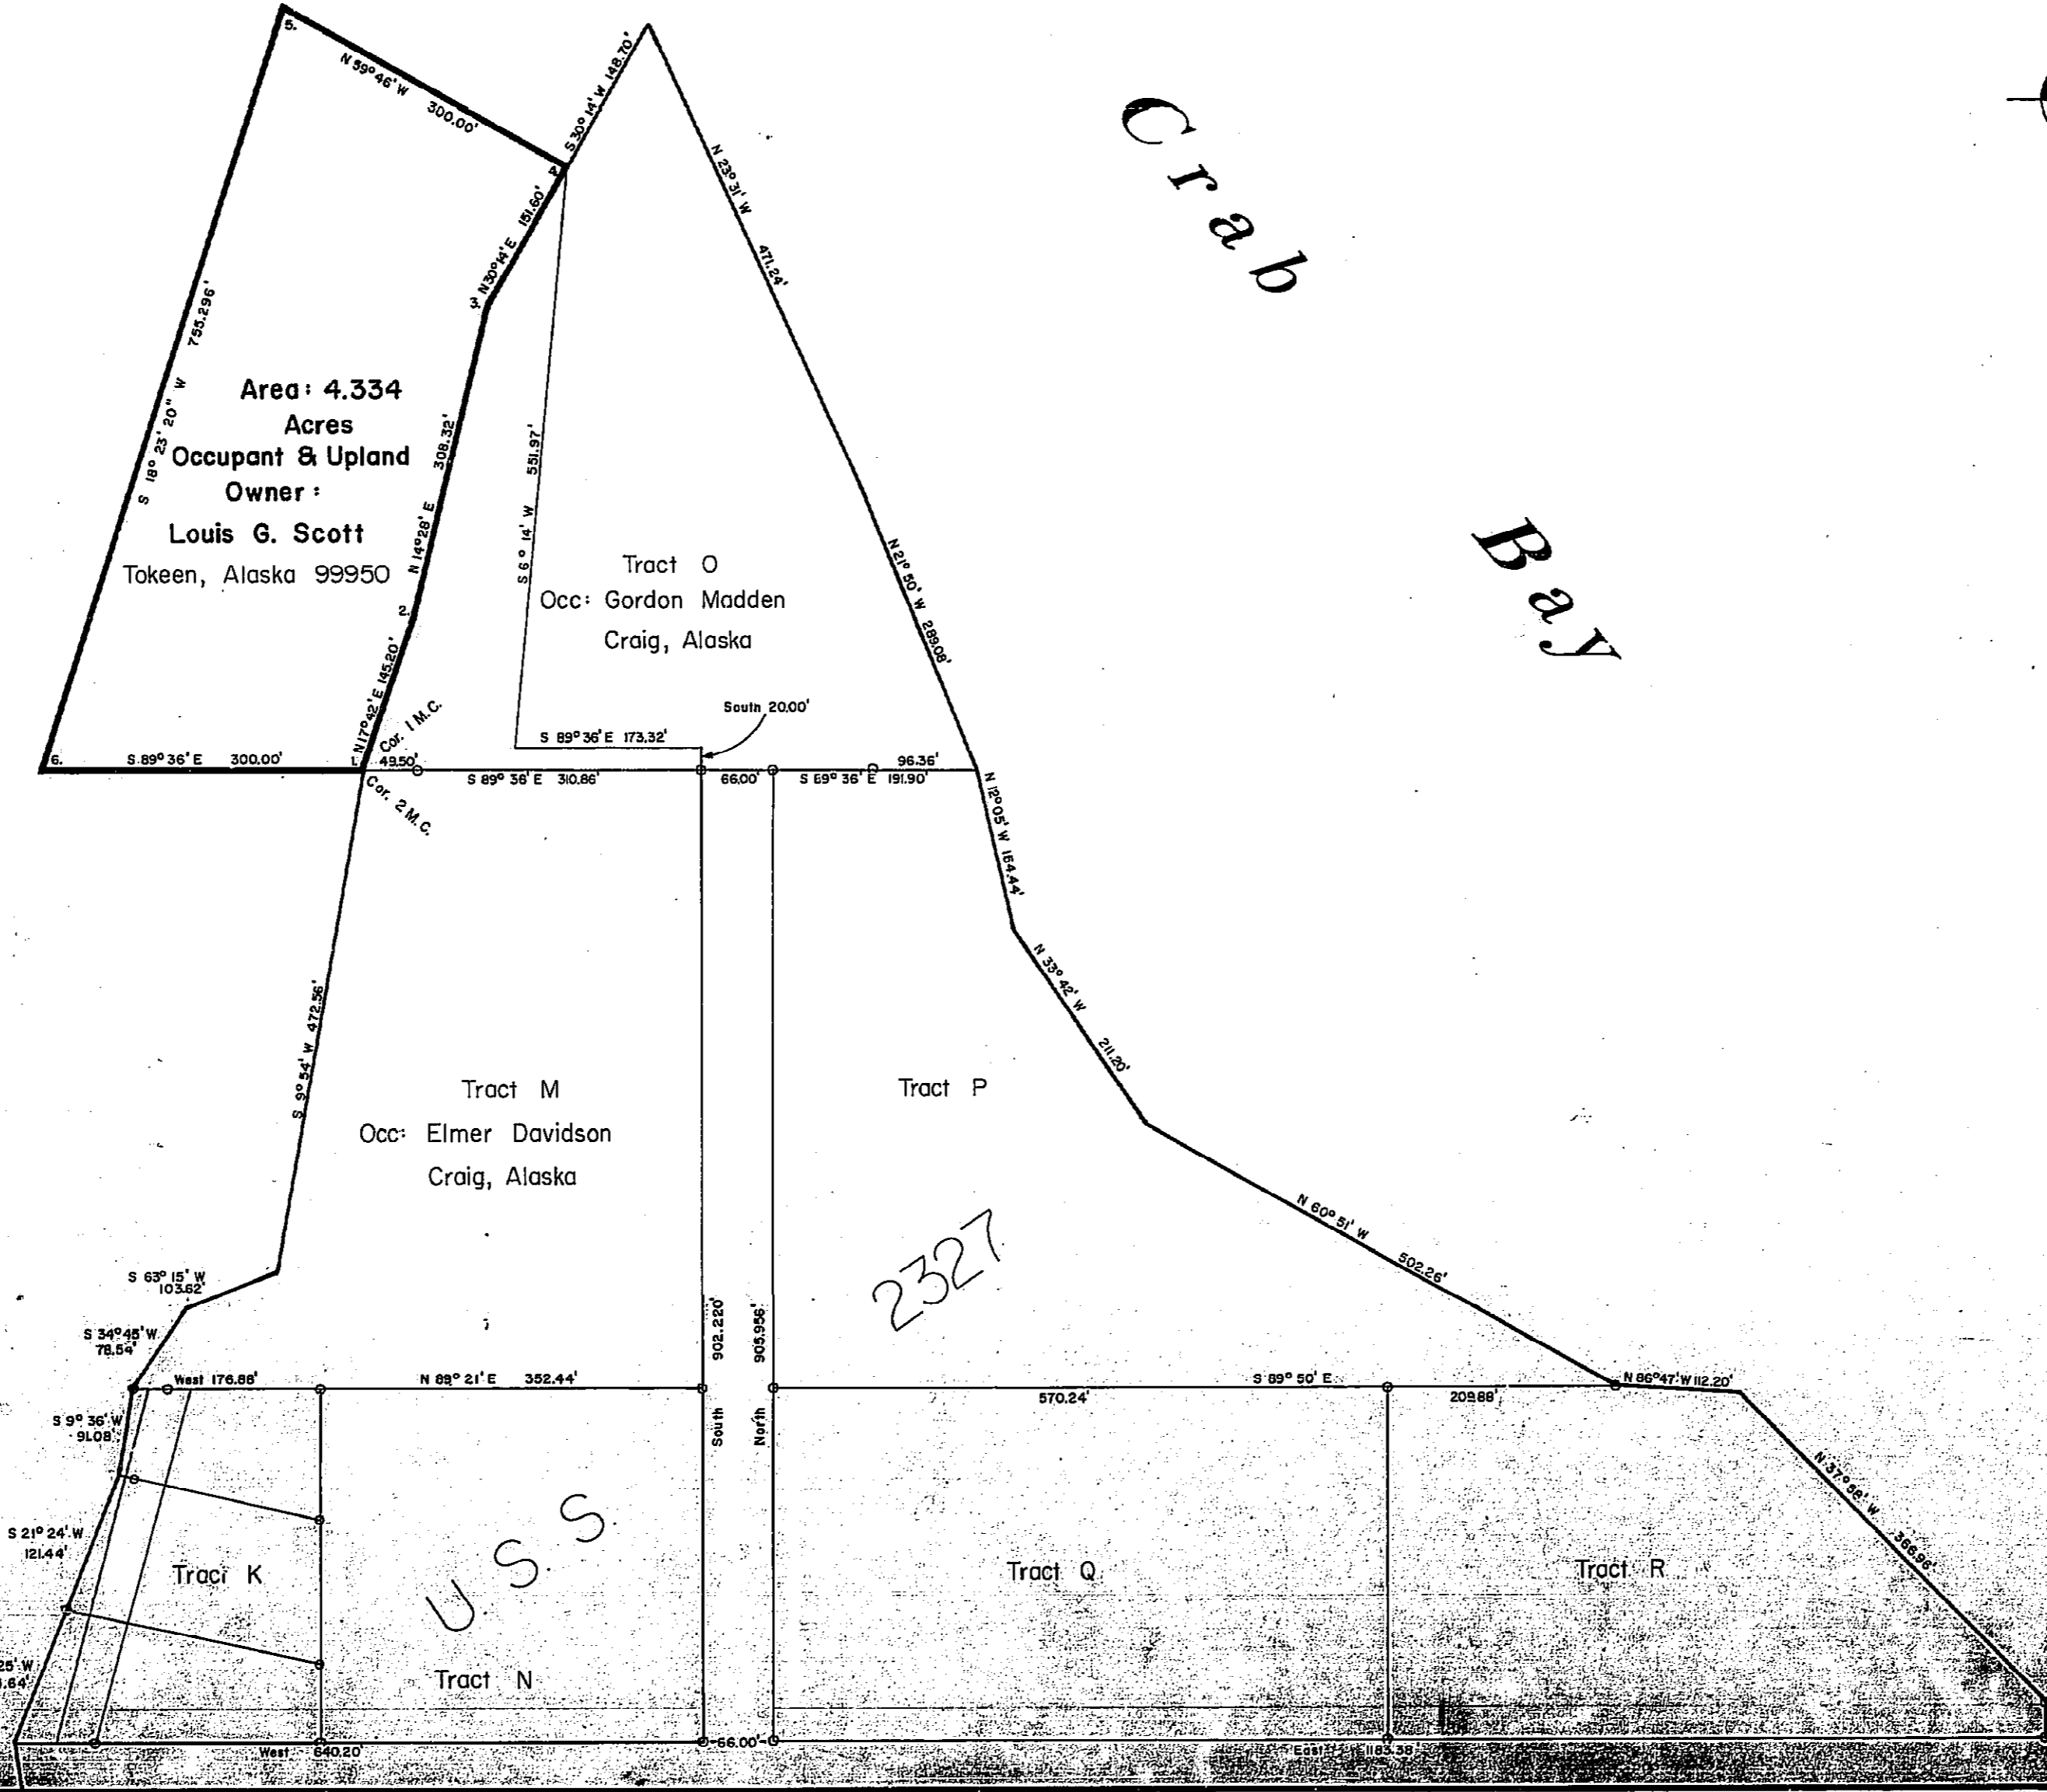 5.
N 59° 46' W 300.00'
S 30° 14' W 148.70'
4.
N 30° 14' E 151.60'
3.
N 23° 31' W 471.24'
Crab
Bay
S 18° 23' 20" W 755.296'
Area: 4.334
Acres
Occupant & Upland
Owner:
Louis G. Scott
Tokeen, Alaska 99950
N 14° 28' E 308.32'
2.
S 6° 14' W 551.97'
Tract O
Occ: Gordon Madden
Craig, Alaska
N 21° 50' W 289.08'
N 17° 42' E 145.20'
Cor. 1 M.C.
South 20.00'
S 89° 36' E 173.32'
6.
S 89° 36' E 300.00'
1.
49.50'
S 89° 36' E 310.86'
66.00'
96.36'
S 89° 36' E 191.90'
Cor. 2 M.C.
N 12° 05' W 164.44'
N 33° 42' W 211.20'
S 9° 54' W 472.56'
Tract M
Occ: Elmer Davidson
Craig, Alaska
Tract P
2327
N 60° 51' W 502.26'
S 63° 15' W
103.62'
S 34° 45' W
78.54'
South 902.220'
North 905.956'
West 176.88'
N 89° 21' E 352.44'
570.24'
S 89° 50' E
209.88'
N 86° 47' W 112.20'
S 9° 36' W
91.08'
N 37° 58' W 366.96'
S 21° 24' W
121.44'
Tract K
U.S.S
Tract N
Tract Q
Tract R
25' W
.64'
West 640.20'
66.00'
East 1183.38'